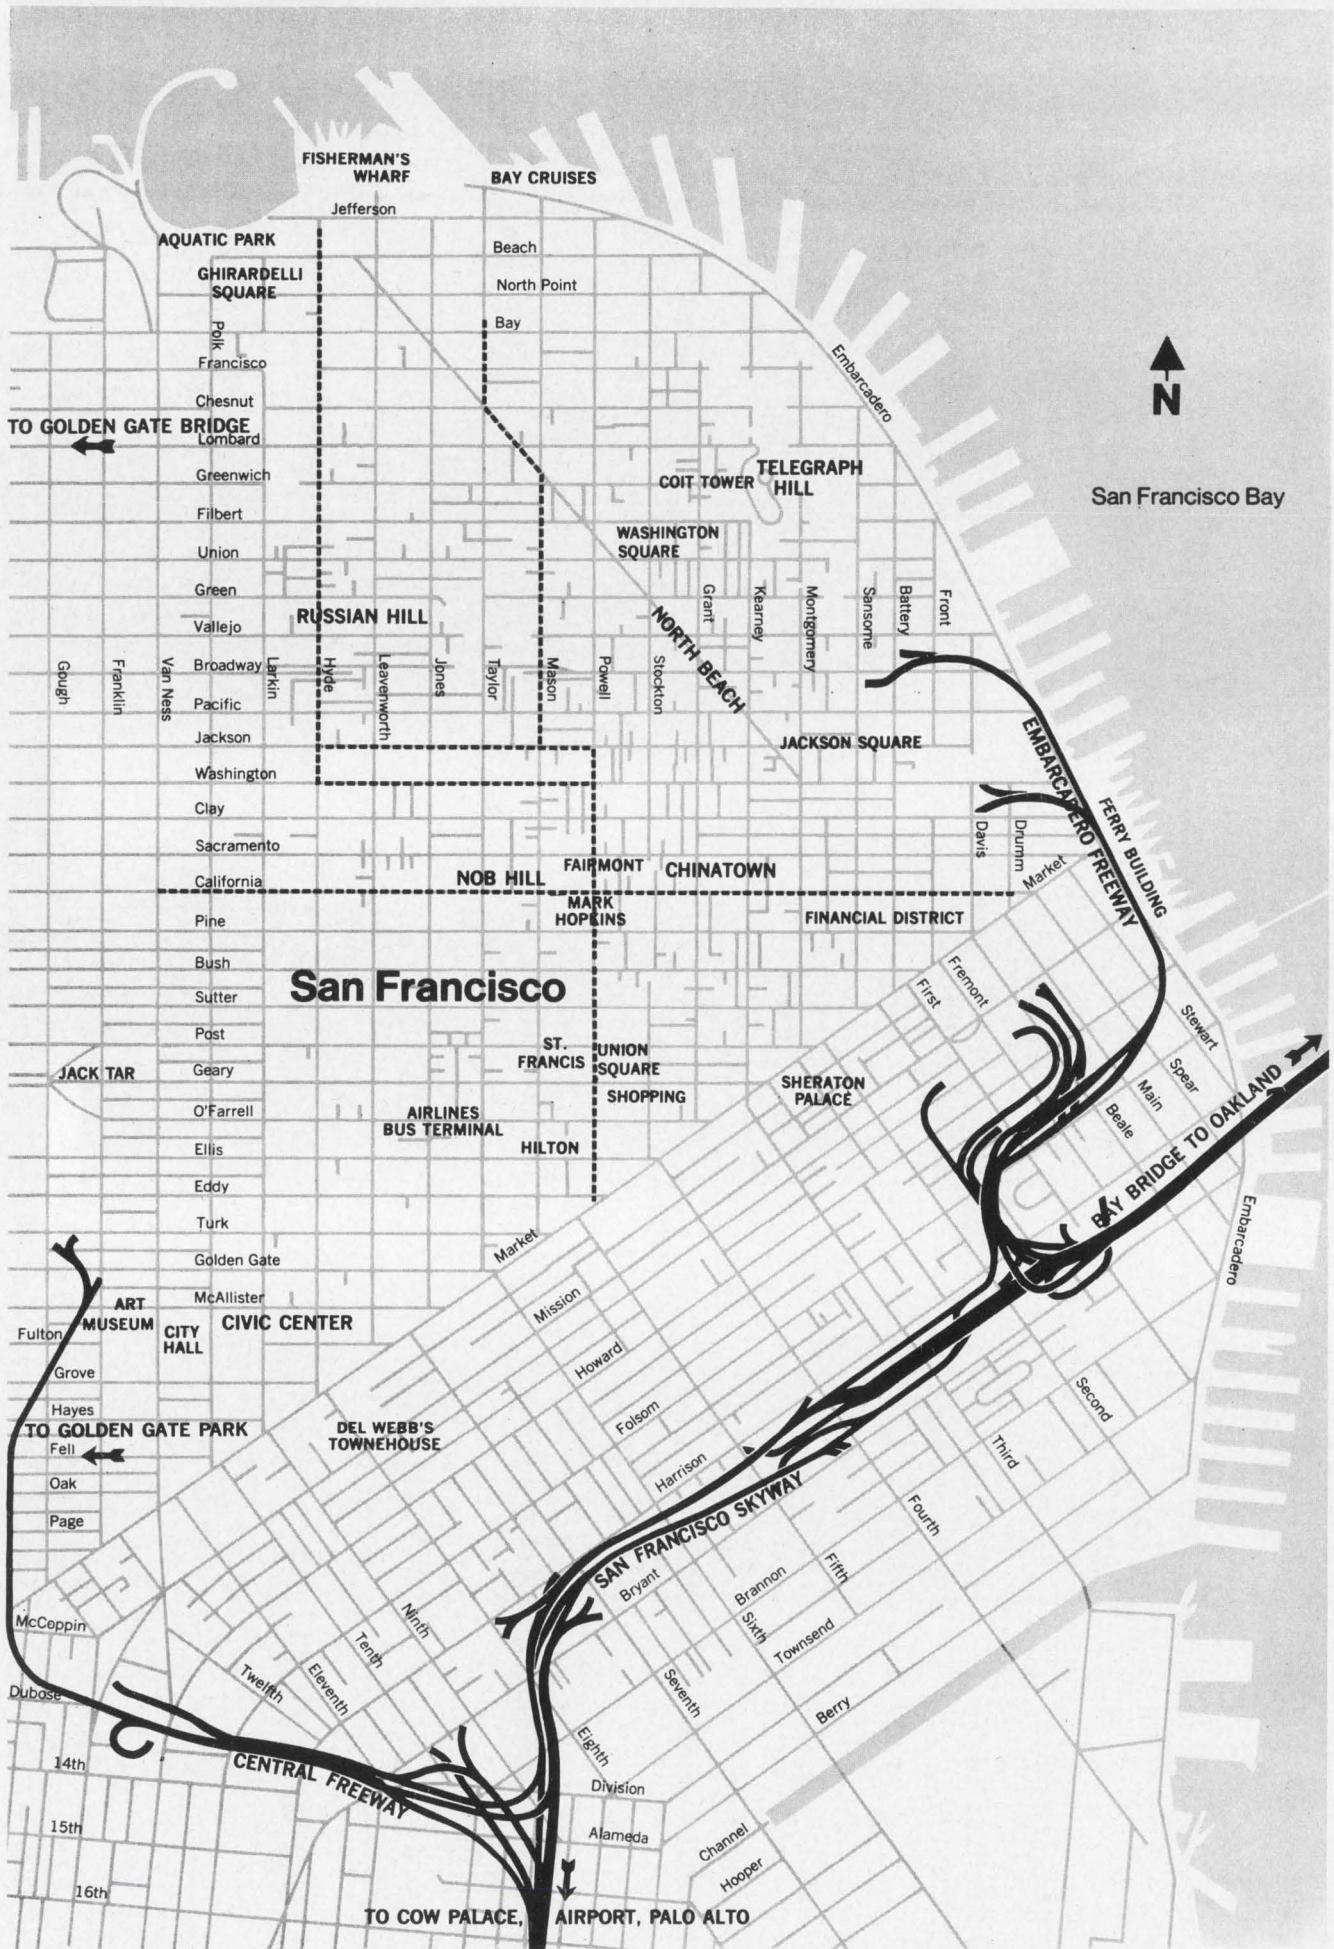 FISHERMAN'S
WHARF
BAY CRUISES
Jefferson
AQUATIC PARK
Beach
GHIRARDELLI
SQUARE
North Point
Bay
Polk
Francisco
Embarcadero
N
Chesnut
TO GOLDEN GATE BRIDGE
Lombard
Greenwich
COIT TOWER
TELEGRAPH
HILL
San Francisco Bay
Filbert
WASHINGTON
SQUARE
Union
Green
Grant
Kearney
Montgomery
Sansome
Battery
Front
RUSSIAN HILL
NORTH BEACH
Vallejo
Broadway
Gough
Franklin
Van Ness
Larkin
Hyde
Leavenworth
Jones
Taylor
Mason
Powell
Stockton
Pacific
Jackson
JACKSON SQUARE
EMBARCADERO FREEWAY
Washington
Clay
FERRY BUILDING
Davis
Drumm
Sacramento
FAIRMONT
CHINATOWN
Market
California
NOB HILL
MARK
HOPKINS
Pine
FINANCIAL DISTRICT
Bush
San Francisco
Sutter
First
Fremont
Post
Stewart
ST.
FRANCIS
UNION
SQUARE
JACK TAR
Geary
SHOPPING
SHERATON
PALACE
Spear
Main
Beale
O'Farrell
AIRLINES
BUS TERMINAL
Ellis
HILTON
BAY BRIDGE TO OAKLAND
Eddy
Turk
Market
Embarcadero
Golden Gate
McAllister
ART
MUSEUM
CITY
HALL
CIVIC CENTER
Mission
Fulton
Grove
Howard
Hayes
Second
TO GOLDEN GATE PARK
DEL WEBB'S
TOWNEHOUSE
Folsom
Fell
Third
Oak
Harrison
Page
SAN FRANCISCO SKYWAY
Fourth
Bryant
Brannon
Fifth
McCoppin
Ninth
Sixth
Townsend
Tenth
Eleventh
Twelfth
Seventh
Dubose
Berry
Eighth
14th
CENTRAL FREEWAY
Division
15th
Alameda
Channel
Hooper
16th
TO COW PALACE, AIRPORT, PALO ALTO